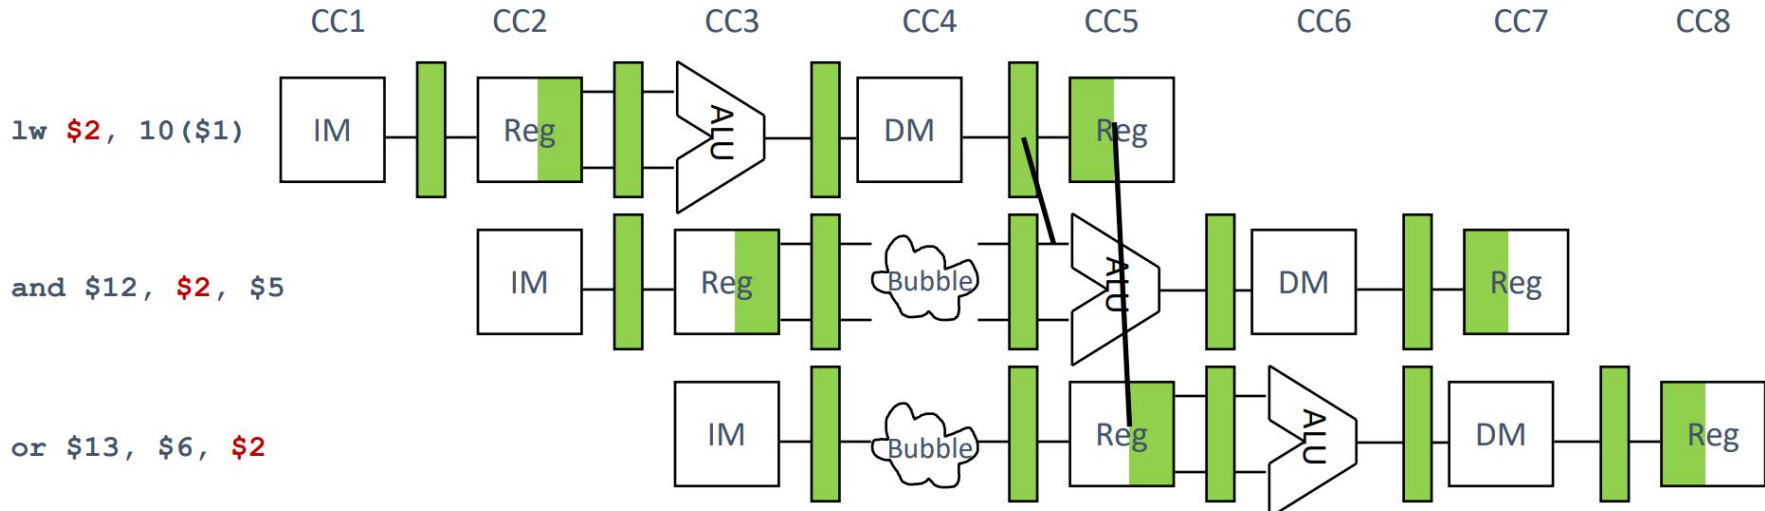 CC1 CC2 CC3 CC4 CC5 CC6 CC7 CC8
lw $2, 10($1) IM Reg ALU DM Reg
and $12, $2, $5 IM Reg Bubble ALU DM Reg
or $13, $6, $2 IM Bubble Reg ALU DM Reg